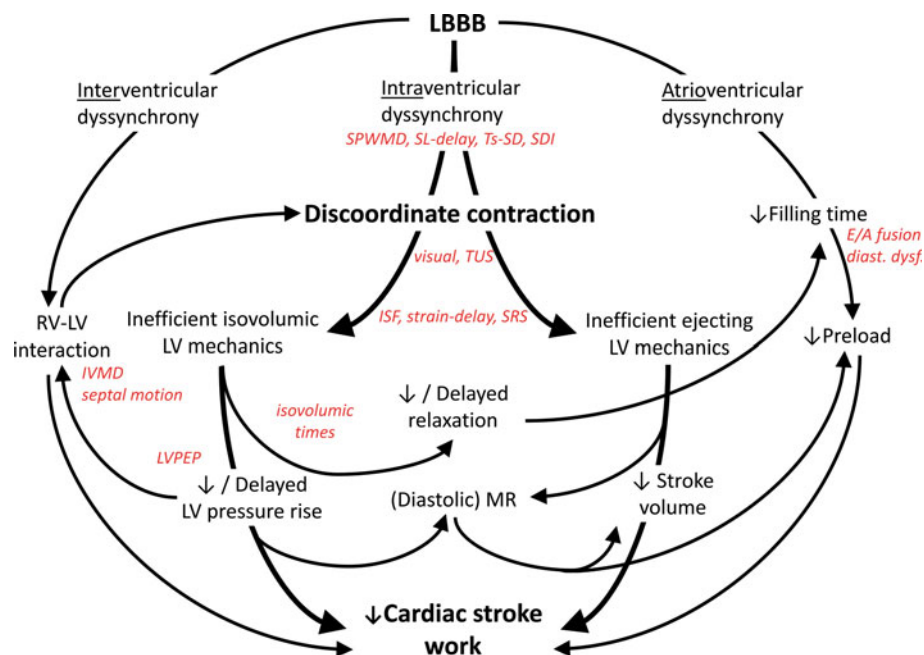 LBBB
Interventricular
dyssynchrony
Intraventricular
dyssynchrony
SPWMD, SL-delay, Ts-SD, SDI
Atrioventricular
dyssynchrony
Discoordinate contraction
↓Filling time
E/A fusion
diast. dysf.
visual, TUS
ISF, strain-delay, SRS
RV-LV
interaction
IVMD
septal motion
Inefficient isovolumic
LV mechanics
Inefficient ejecting
LV mechanics
↓Preload
isovolumic
times
↓ / Delayed
relaxation
LVPEP
↓ / Delayed
LV pressure rise
(Diastolic) MR
↓ Stroke
volume
↓Cardiac stroke
work